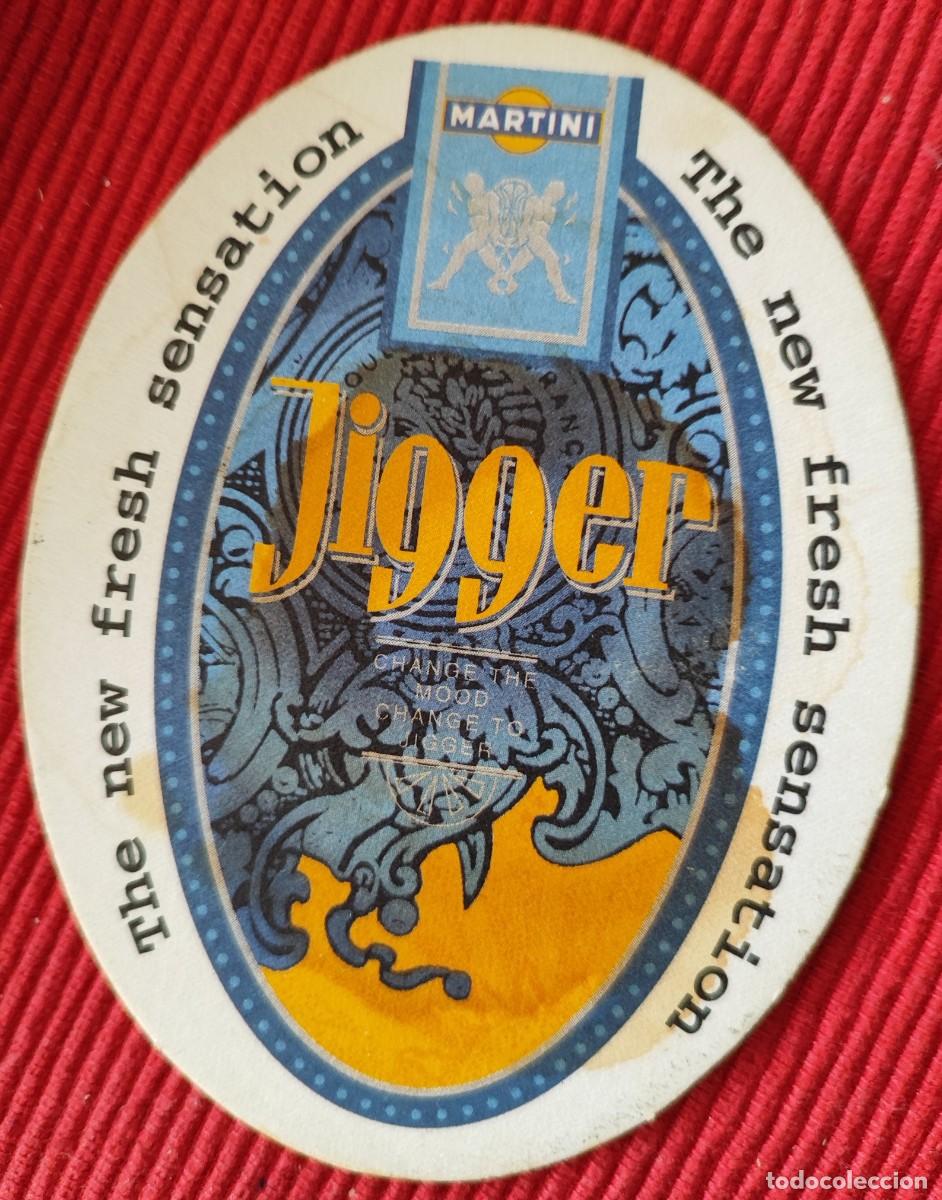 MARTINI
The new fresh sensation
The new fresh sensation
Jigger
CHANGE THE
MOOD
CHANGE TO
JIGGER
todocoleccion